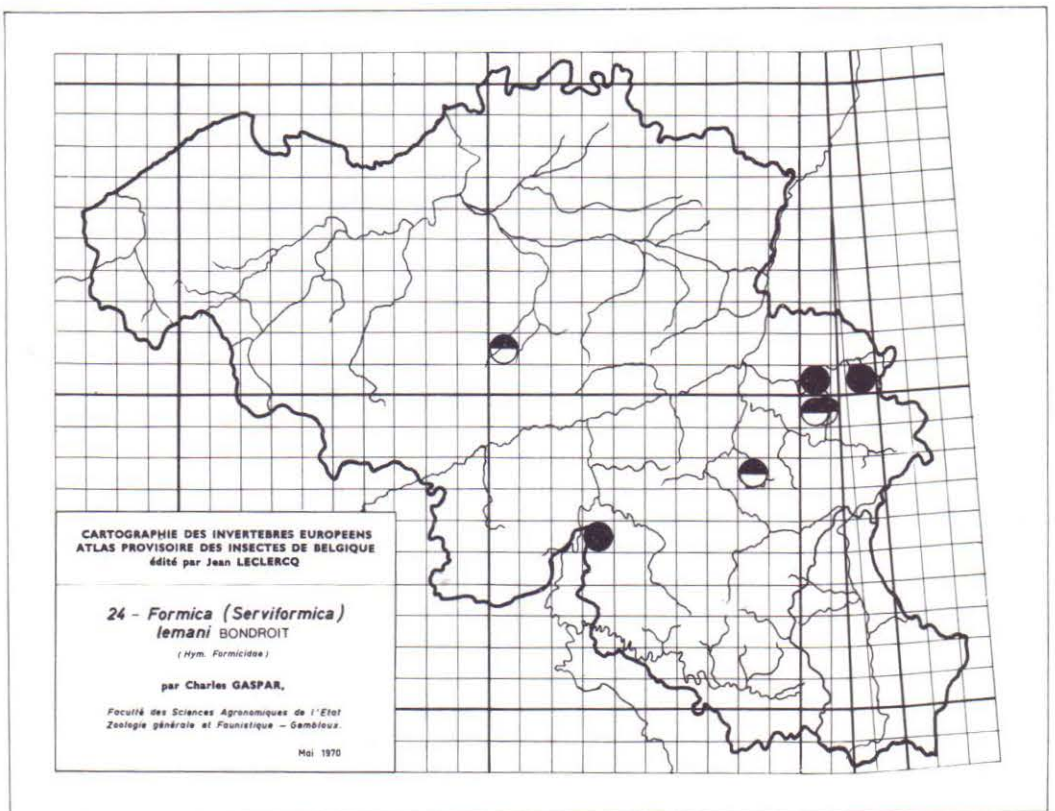 CARTOGRAPHIE DES INVERTEBRES EUROPEENS
ATLAS PROVISOIRE DES INSECTES DE BELGIQUE
édité par Jean LECLERCQ
24 - Formica (Serviformica)
lemani BONDROIT
( Hym. Formicidae )
par Charles GASPAR,
Faculté des Sciences Agronomiques de l'Etat
Zoologie générale et Faunistique - Gembloux.
Mai 1970